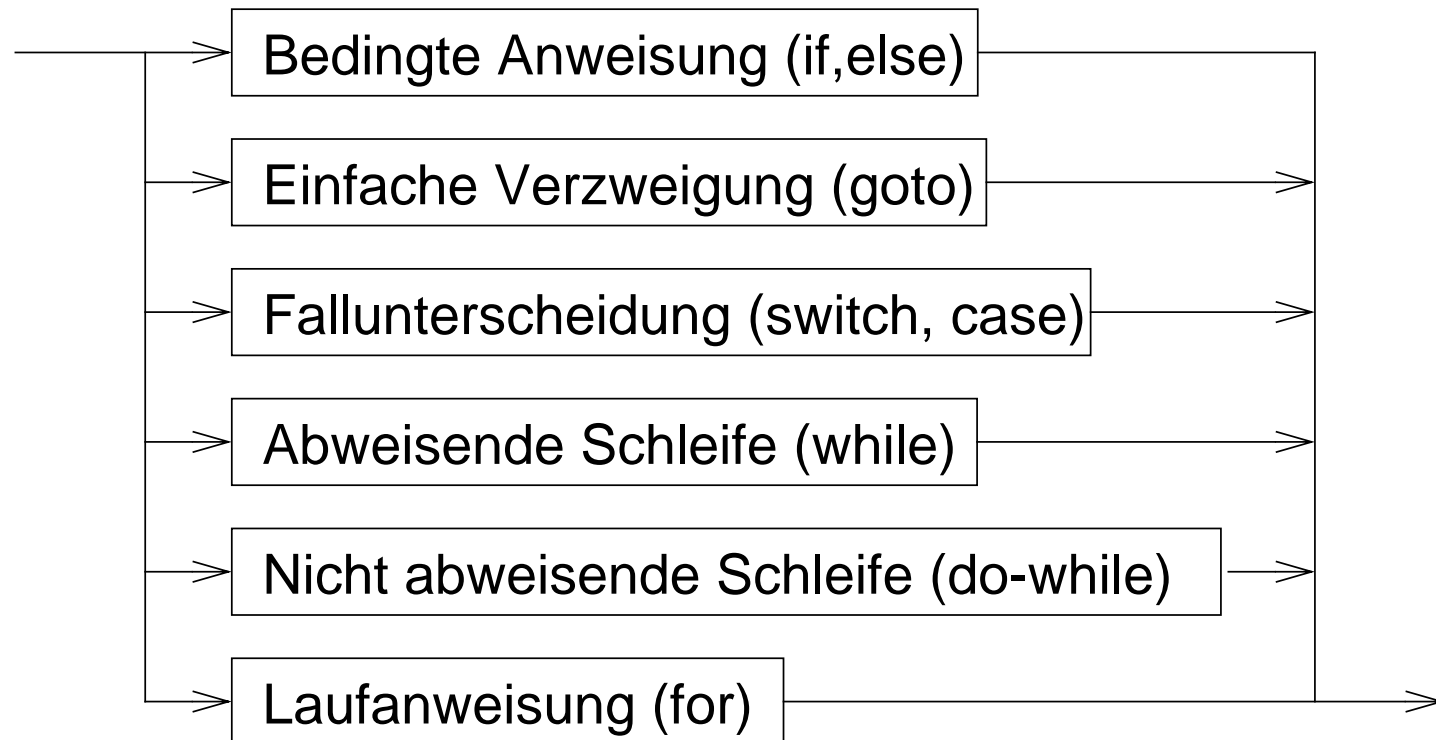 Bedingte Anweisung (if,else)
Einfache Verzweigung (goto)
Fallunterscheidung (switch, case)
Abweisende Schleife (while)
Nicht abweisende Schleife (do-while)
Laufanweisung (for)